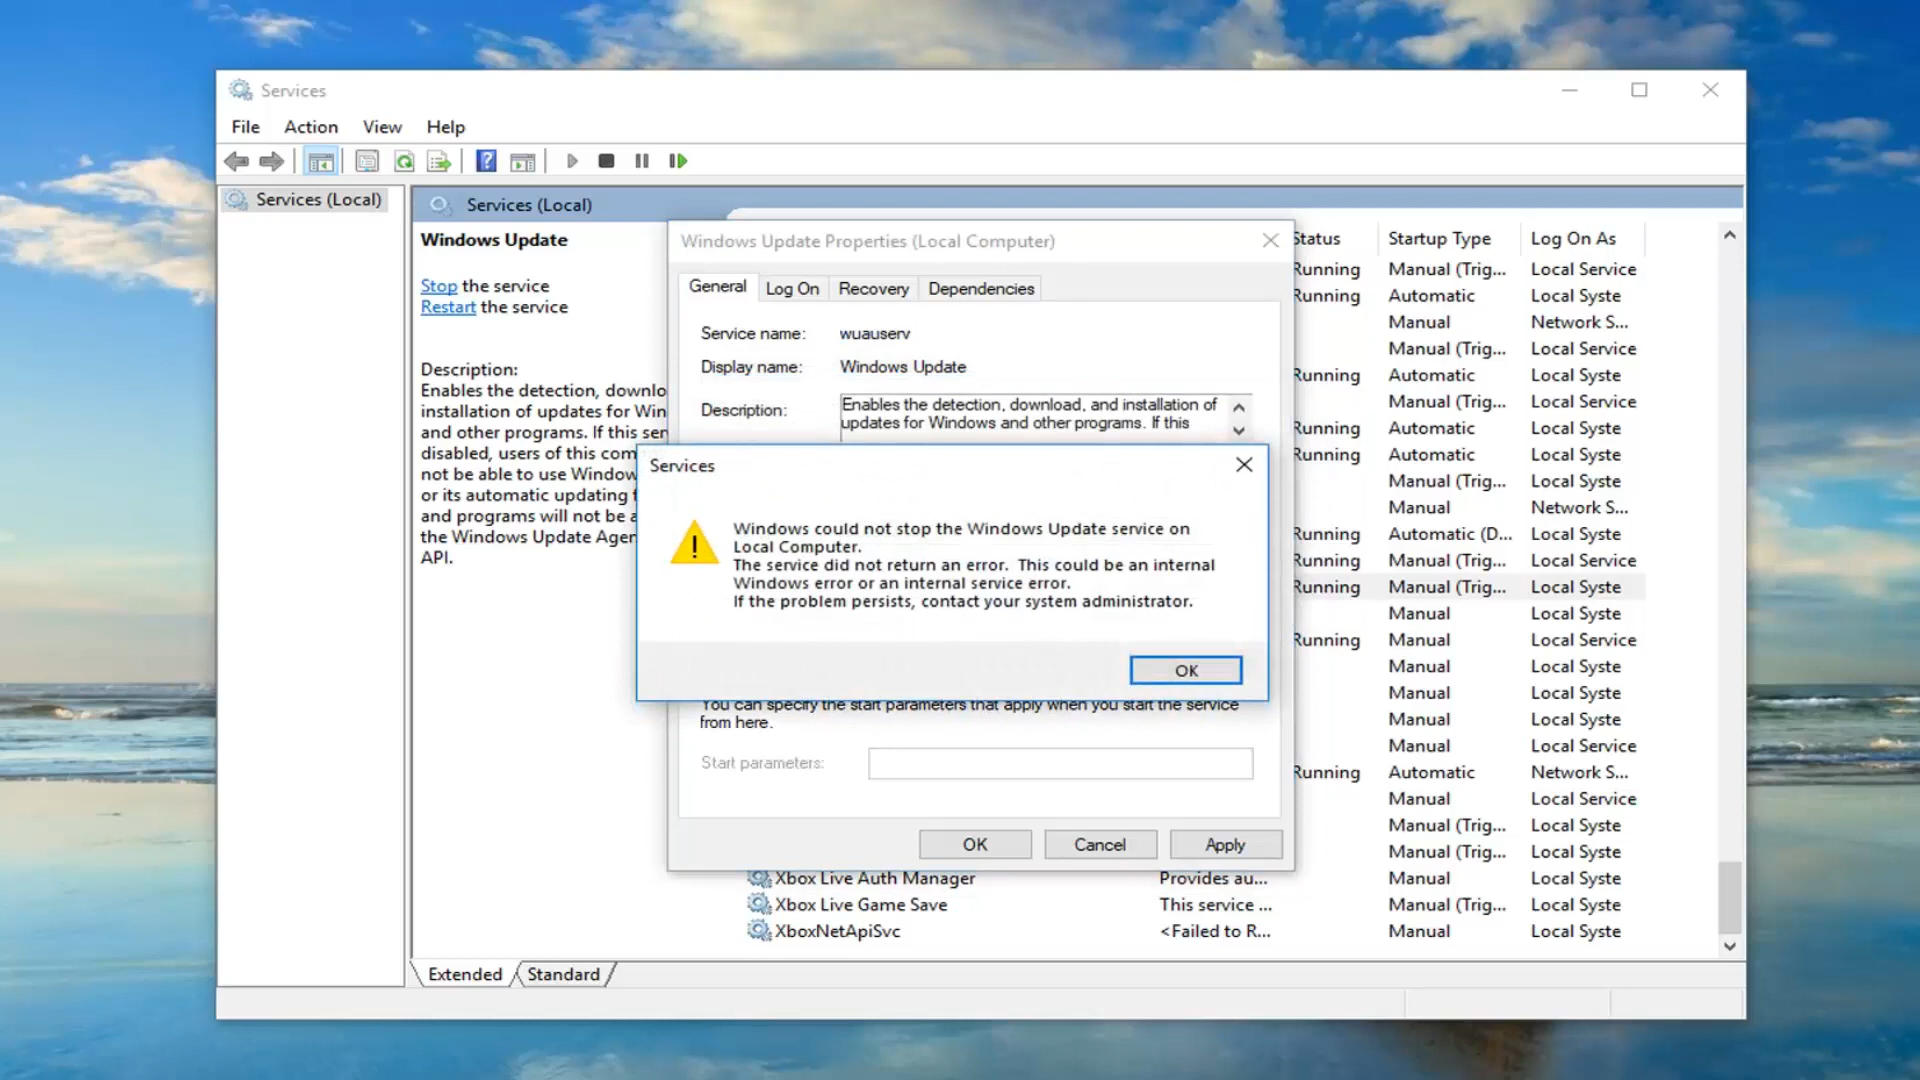 Services
File Action View Help
Services (Local)
Services (Local)
Windows Update
Stop the service
Restart the service
Description:
Enables the detection, downlo
installation of updates for Win
and other programs. If this ser
disabled, users of this com
not be able to use Window
or its automatic updating
and programs will not be a
the Windows Update Agen
API.
Windows Update Properties (Local Computer)
General Log On Recovery Dependencies
Service name: wuauserv
Display name: Windows Update
Description: Enables the detection, download, and installation of
updates for Windows and other programs. If this
Services
Windows could not stop the Windows Update service on
Local Computer.
The service did not return an error. This could be an internal
Windows error or an internal service error.
If the problem persists, contact your system administrator.
OK
You can specify the start parameters that apply when you start the service
from here.
Start parameters:
OK Cancel Apply
Status Startup Type Log On As
Running Manual (Trig... Local Service
Running Automatic Local Syste
Manual Network S...
Manual (Trig... Local Service
Running Automatic Local Syste
Manual (Trig... Local Syste
Running Automatic Local Syste
Running Automatic Local Syste
Manual (Trig... Local Syste
Manual Network S...
Running Automatic (D... Local Syste
Running Manual (Trig... Local Service
Running Manual (Trig... Local Syste
Manual Local Syste
Running Manual Local Service
Manual Local Syste
Manual Local Syste
Manual Local Syste
Manual Local Service
Running Automatic Network S...
Manual Local Service
Manual (Trig... Local Syste
Manual (Trig... Local Syste
Xbox Live Auth Manager Provides au... Manual Local Syste
Xbox Live Game Save This service ... Manual (Trig... Local Syste
XboxNetApiSvc <Failed to R... Manual Local Syste
Extended Standard